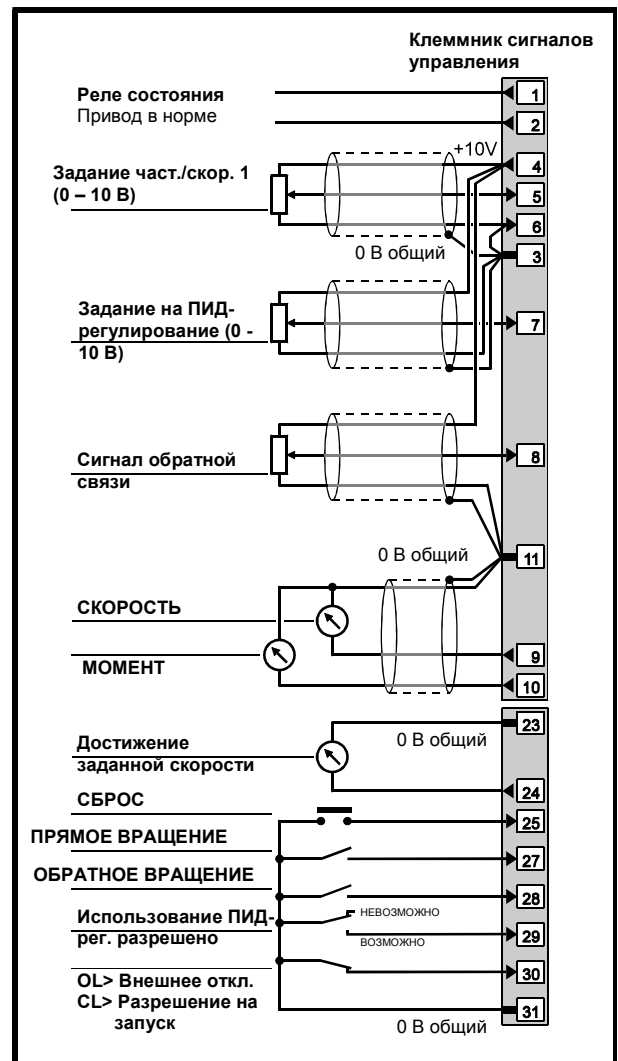 Клеммник сигналов
управления
Реле состояния
Привод в норме
1
2
+10V
Задание част./скор. 1
(0 – 10 В)
4
5
6
0 В общий
3
Задание на ПИД-
регулирование (0 -
10 В)
7
Сигнал обратной
связи
8
0 В общий
11
СКОРОСТЬ
МОМЕНТ
9
10
Достижение
заданной скорости
0 В общий
23
24
СБРОС
25
ПРЯМОЕ ВРАЩЕНИЕ
27
ОБРАТНОЕ ВРАЩЕНИЕ
28
Использование ПИД-
рег. разрешено
НЕВОЗМОЖНО
ВОЗМОЖНО
29
OL> Внешнее откл.
CL> Разрешение на
запуск
30
31
0 В общий